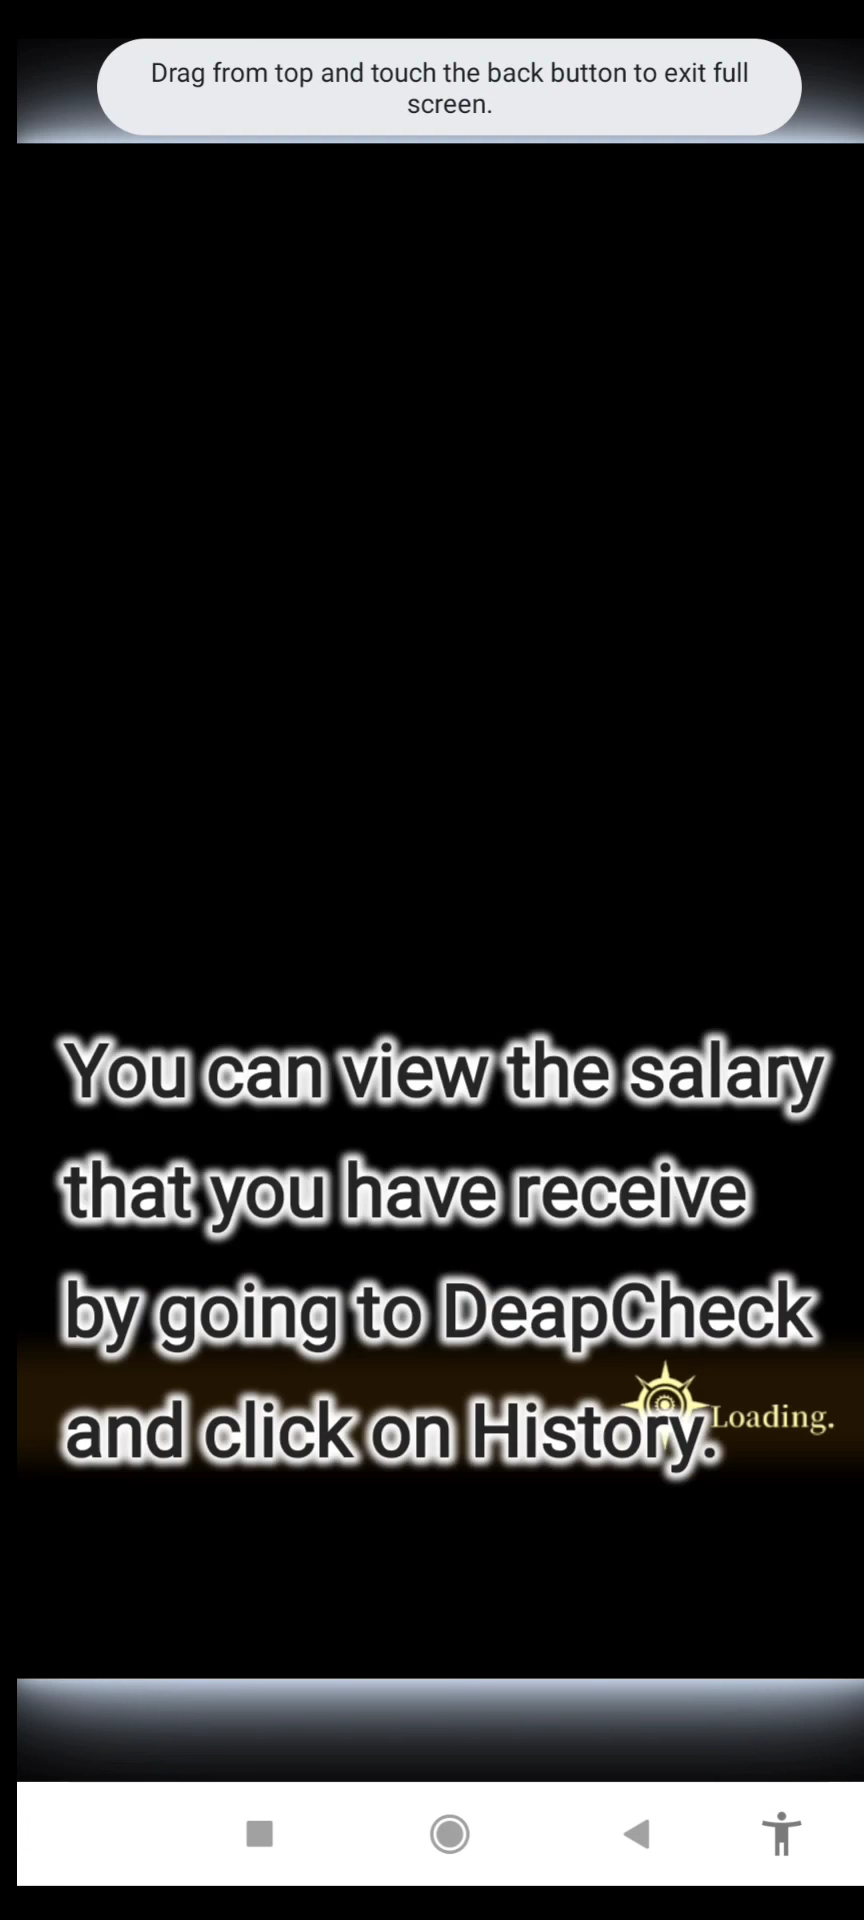 Drag from top and touch the back button to exit full
screen.
You can view the salary
that you have receive
by going to DeapCheck
and click on History.
Loading.